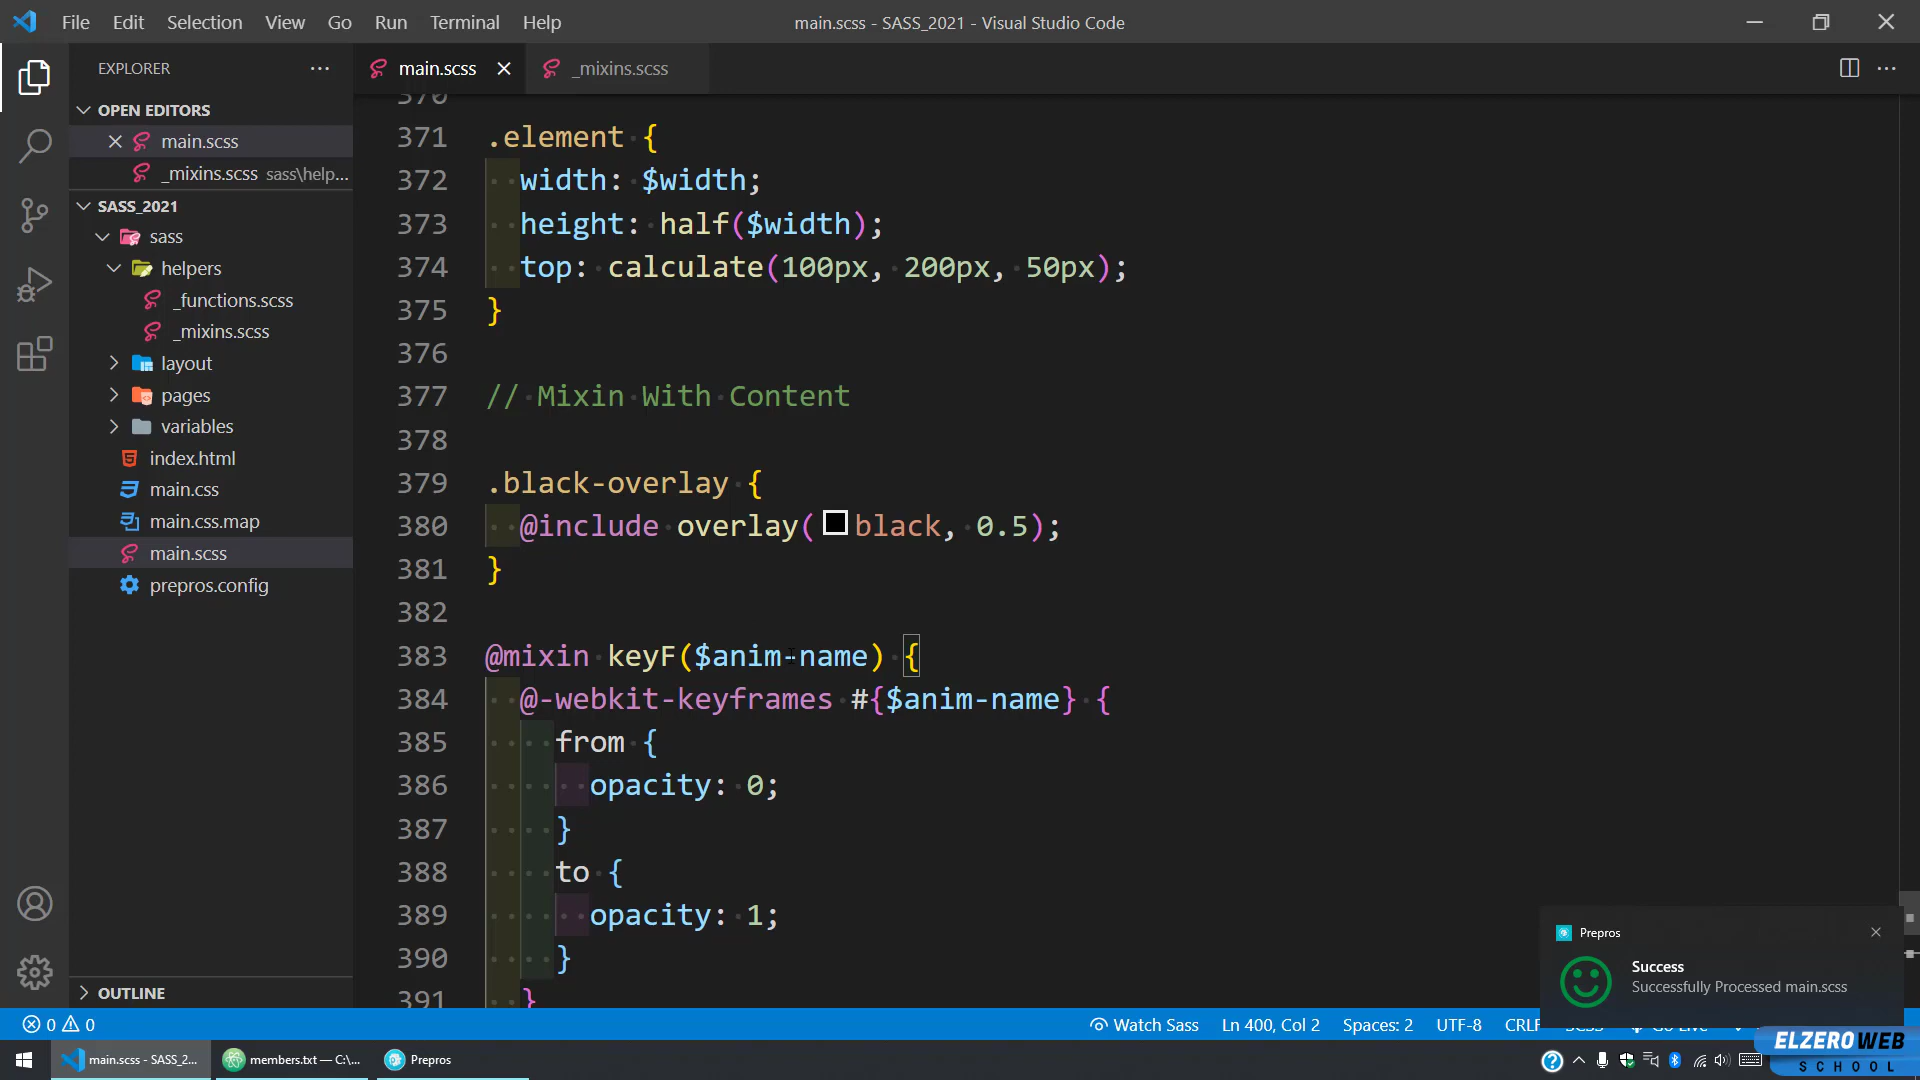 File Edit Selection View Go Run Terminal Help
main.scss - SASS_2021 - Visual Studio Code
EXPLORER
OPEN EDITORS
main.scss
_mixins.scss sass\help...
SASS_2021
sass
helpers
_functions.scss
_mixins.scss
layout
pages
variables
index.html
main.css
main.css.map
main.scss
prepros.config
OUTLINE
main.scss
_mixins.scss
370
371 .element {
372 width: $width;
373 height: half($width);
374 top: calculate(100px, 200px, 50px);
375 }
376
377 // Mixin With Content
378
379 .black-overlay {
380 @include overlay(black, 0.5);
381 }
382
383 @mixin keyF($anim-name) {
384 @-webkit-keyframes #{$anim-name} {
385 from {
386 opacity: 0;
387 }
388 to {
389 opacity: 1;
390 }
391 }
Prepros
Success
Successfully Processed main.scss
0 0
Watch Sass
Ln 400, Col 2
Spaces: 2
UTF-8
CRLF
ELZEROWEB
SCHOOL
main.scss - SASS_2...
members.txt — C:\...
Prepros